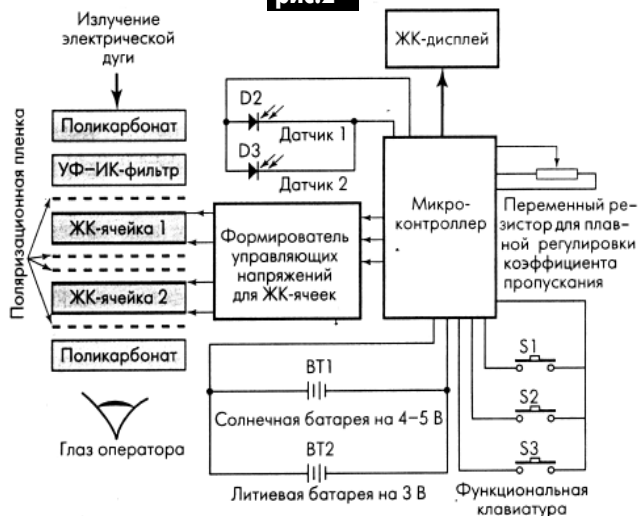 рис.2
Излучение
электрической
дуги
Поляризационная пленка
Поликарбонат
УФ–ИК-фильтр
ЖК-ячейка 1
ЖК-ячейка 2
Поликарбонат
Глаз оператора
ЖК-дисплей
D2
Датчик 1
D3
Датчик 2
Формирователь
управляющих
напряжений
для ЖК-ячеек
Микро-
контроллер
Переменный ре-
зистор для плав-
ной регулировки
коэффициента
пропускания
BT1
Солнечная батарея на 4–5 В
BT2
Литиевая батарея на 3 В
S1
S2
S3
Функциональная
клавиатура